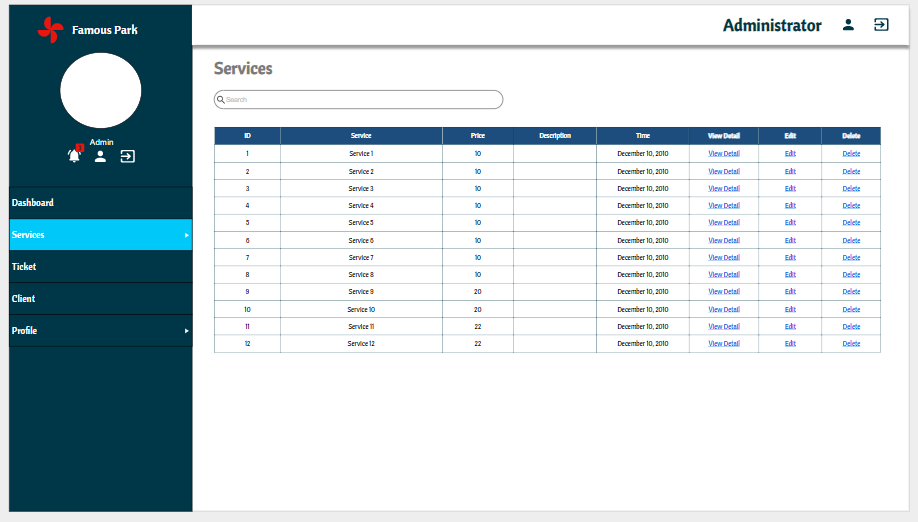 Famous Park
Administrator
Admin
1
Dashboard
Services
Ticket
Client
Profile
Services
Search
ID Service Price Description Time View Detail Edit Delete
1 Service 1 10 December 10, 2010 View Detail Edit Delete
2 Service 2 10 December 10, 2010 View Detail Edit Delete
3 Service 3 10 December 10, 2010 View Detail Edit Delete
4 Service 4 10 December 10, 2010 View Detail Edit Delete
5 Service 5 10 December 10, 2010 View Detail Edit Delete
6 Service 6 10 December 10, 2010 View Detail Edit Delete
7 Service 7 10 December 10, 2010 View Detail Edit Delete
8 Service 8 10 December 10, 2010 View Detail Edit Delete
9 Service 9 20 December 10, 2010 View Detail Edit Delete
10 Service 10 20 December 10, 2010 View Detail Edit Delete
11 Service 11 22 December 10, 2010 View Detail Edit Delete
12 Service 12 22 December 10, 2010 View Detail Edit Delete